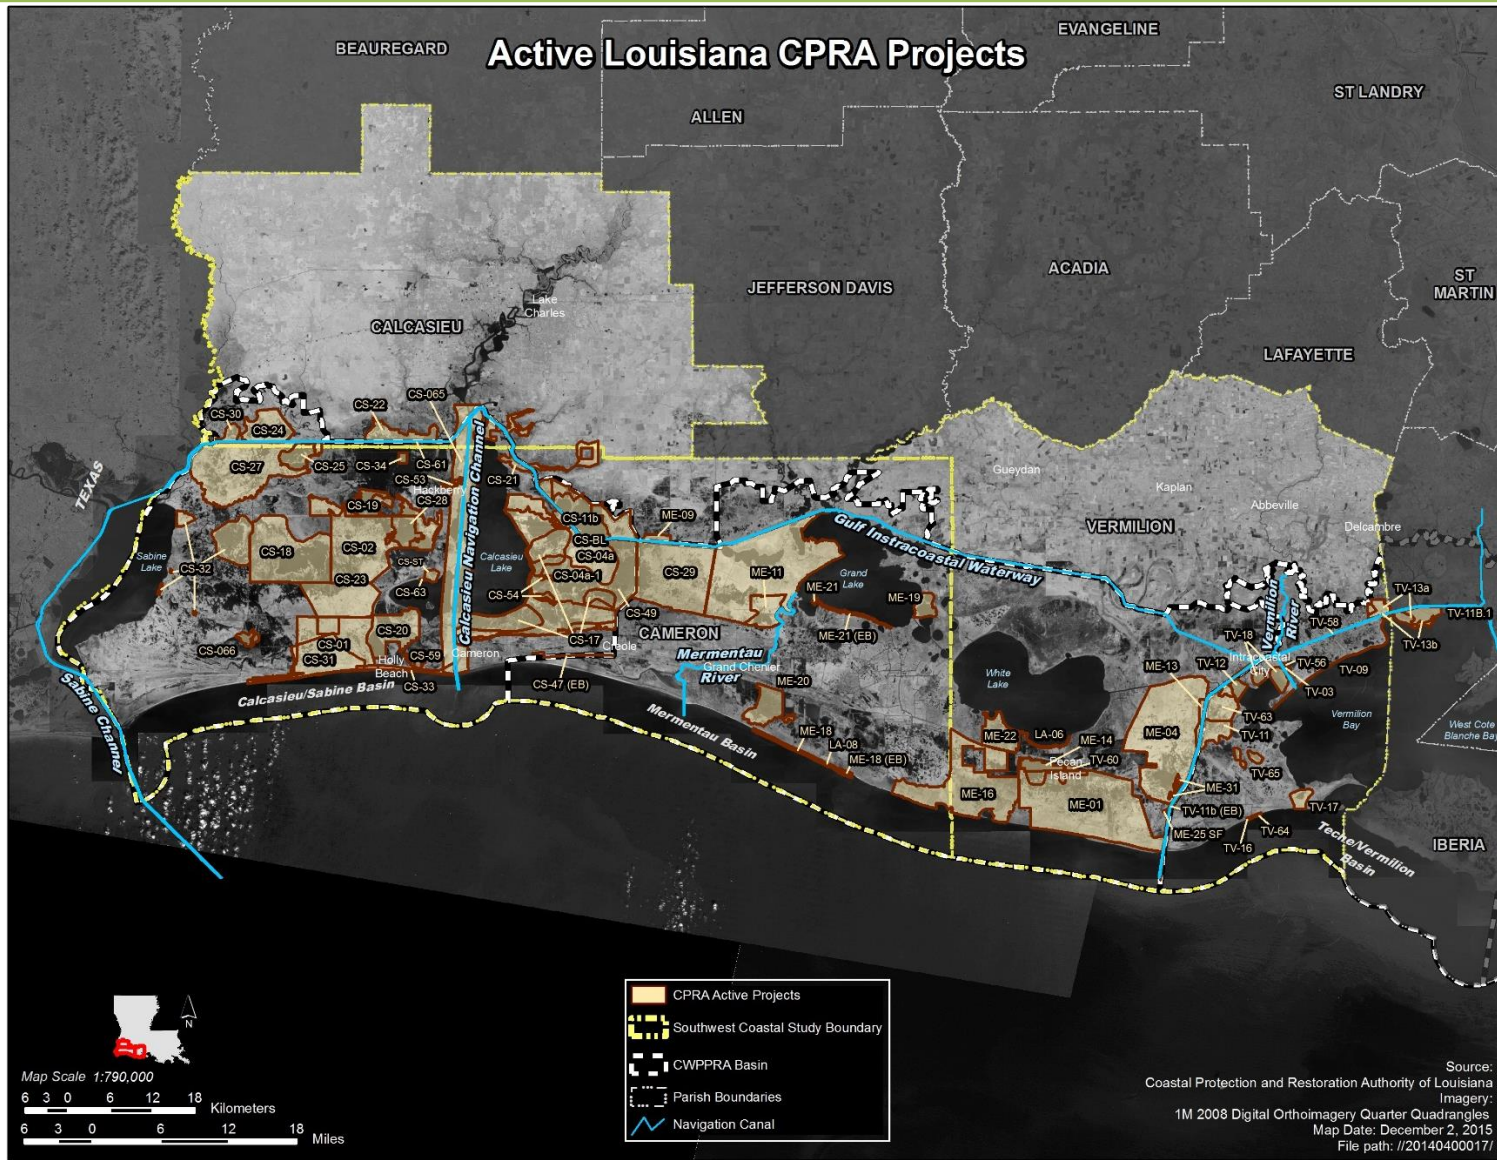 Active Louisiana CPRA Projects
BEAUREGARD
EVANGELINE
ALLEN
ST LANDRY
JEFFERSON DAVIS
ACADIA
ST
MARTIN
LAFAYETTE
CALCASIEU
Lake
Charles
CS-065
CS-22
CS-30
CS-24
CS-27
CS-25
CS-34
CS-61
CS-53
Hackberry
CS-28
CS-21
CS-19
TEXAS
Calcasieu Navigation Channel
Gueydan
Kaplan
Abbeville
VERMILION
Delcambre
CS-11b
ME-09
Gulf Instracoastal Waterway
CS-BL
CS-04a
CS-18
CS-02
CS-ST
Sabine
Lake
CS-32
CS-23
CS-63
Calcasieu
Lake
CS-04a-1
CS-54
CS-29
ME-11
ME-21
Grand
Lake
ME-19
CS-49
CS-17
CAMERON
ME-21 (EB)
CS-066
CS-01
CS-31
CS-20
CS-59
Holly
Beach
CS-33
Cameron
Creole
CS-47 (EB)
Mermentau
River
Grand Chenier
ME-20
Calcasieu/Sabine Basin
Sabine Channel
Mermentau Basin
ME-18
LA-08
ME-18 (EB)
White
Lake
ME-22
LA-06
ME-14
Pecan
Island
TV-60
ME-16
ME-01
ME-04
ME-13
TV-12
TV-18
Vermilion
River
Intracoastal
City
TV-58
TV-56
TV-03
TV-09
TV-13a
TV-11B.1
TV-13b
TV-63
TV-11
Vermilion
Bay
West Cote
Blanche Bay
TV-65
ME-31
TV-11b (EB)
ME-25 SF
TV-17
TV-64
TV-16
Teche/Vermilion
Basin
IBERIA
CPRA Active Projects
Southwest Coastal Study Boundary
CWPPRA Basin
Parish Boundaries
Navigation Canal
N
Map Scale 1:790,000
6 3 0 6 12 18
Kilometers
6 3 0 6 12 18
Miles
Source:
Coastal Protection and Restoration Authority of Louisiana
Imagery:
1M 2008 Digital Orthoimagery Quarter Quadrangles
Map Date: December 2, 2015
File path: //20140400017/